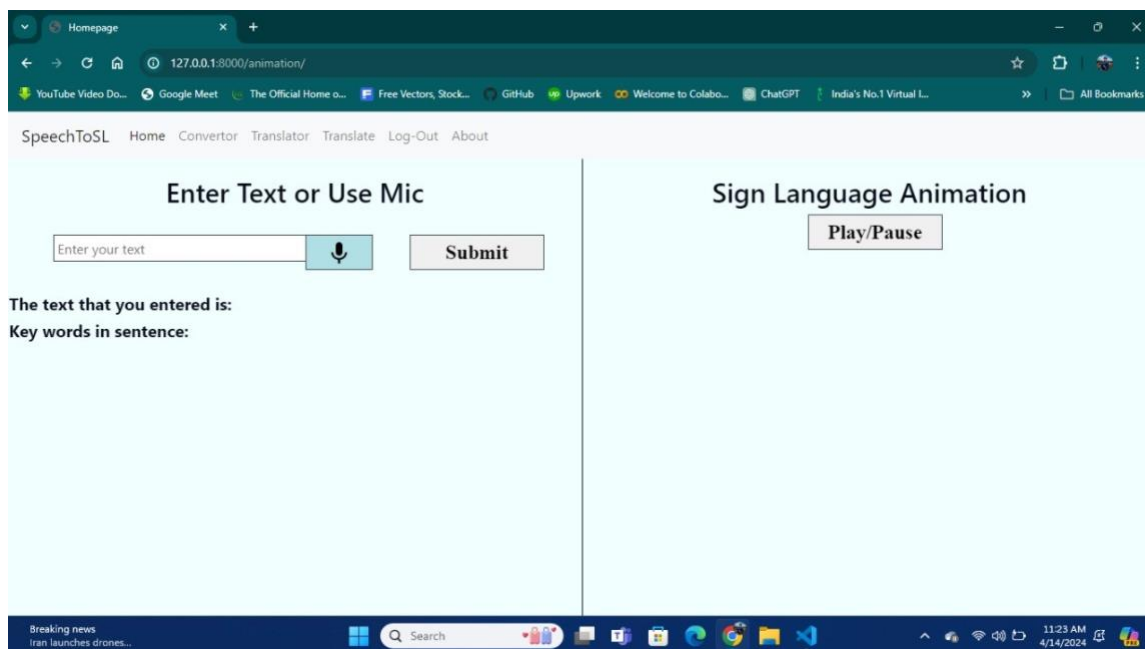 Homepage
127.0.0.1:8000/animation/
YouTube Video Do... Google Meet The Official Home o... Free Vectors, Stock... GitHub Upwork Welcome to Colabo... ChatGPT India's No.1 Virtual I... » All Bookmarks
SpeechToSL Home Convertor Translator Translate Log-Out About
Enter Text or Use Mic
Enter your text
Submit
The text that you entered is:
Key words in sentence:
Sign Language Animation
Play/Pause
Breaking news
Iran launches drones...
Search
11:23 AM
4/14/2024